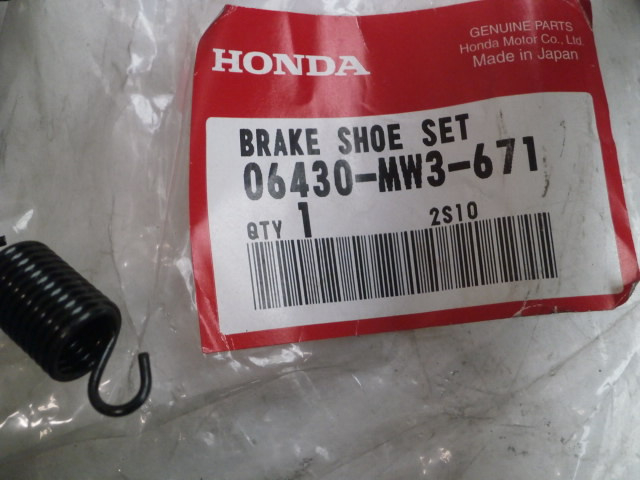 HONDA
GENUINE PARTS
Honda Motor Co., Ltd.
Made in Japan
BRAKE SHOE SET
06430-MW3-671
QTY 1 2S10